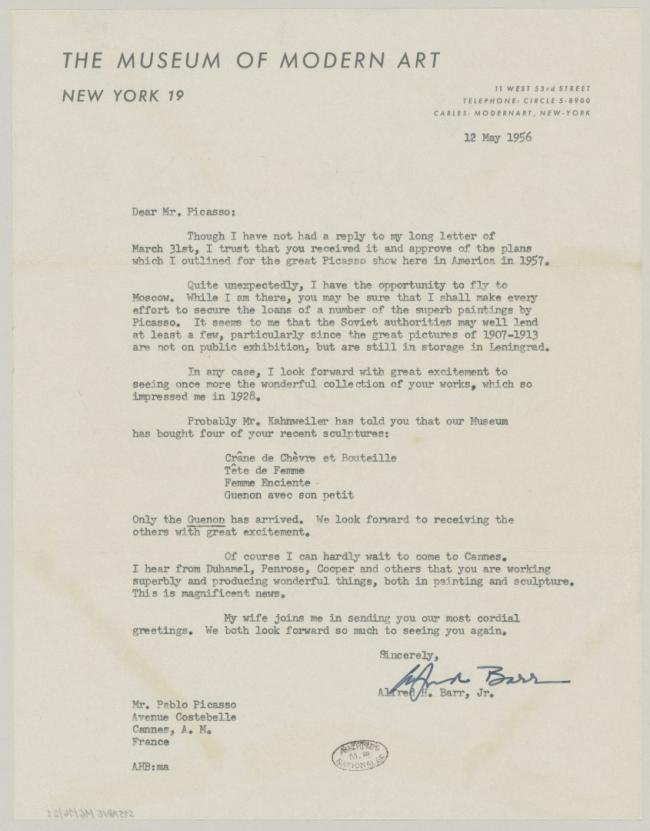 THE MUSEUM OF MODERN ART
NEW YORK 19
11 WEST 53rd STREET
TELEPHONE: CIRCLE 5-8900
CABLES: MODERNART, NEW-YORK
12 May 1956
Dear Mr. Picasso:
Though I have not had a reply to my long letter of
March 31st, I trust that you received it and approve of the plans
which I outlined for the great Picasso show here in America in 1957.
Quite unexpectedly, I have the opportunity to fly to
Moscow. While I am there, you may be sure that I shall make every
effort to secure the loans of a number of the superb paintings by
Picasso. It seems to me that the Soviet authorities may well lend
at least a few, particularly since the great pictures of 1907-1913
are not on public exhibition, but are still in storage in Leningrad.
In any case, I look forward with great excitement to
seeing once more the wonderful collection of your works, which so
impressed me in 1928.
Probably Mr. Kahnweiler has told you that our Museum
has bought four of your recent sculptures:
Crâne de Chèvre et Bouteille
Tête de Femme
Femme Enciente
Guenon avec son petit
Only the Guenon has arrived. We look forward to receiving the
others with great excitement.
Of course I can hardly wait to come to Cannes.
I hear from Duhamel, Penrose, Cooper and others that you are working
superbly and producing wonderful things, both in painting and sculpture.
This is magnificent news.
My wife joins me in sending you our most cordial
greetings. We both look forward so much to seeing you again.
Sincerely,
Alfred Barr
Alfred H. Barr, Jr.
Mr. Pablo Picasso
Avenue Costebelle
Cannes, A. M.
France
AHB:ma